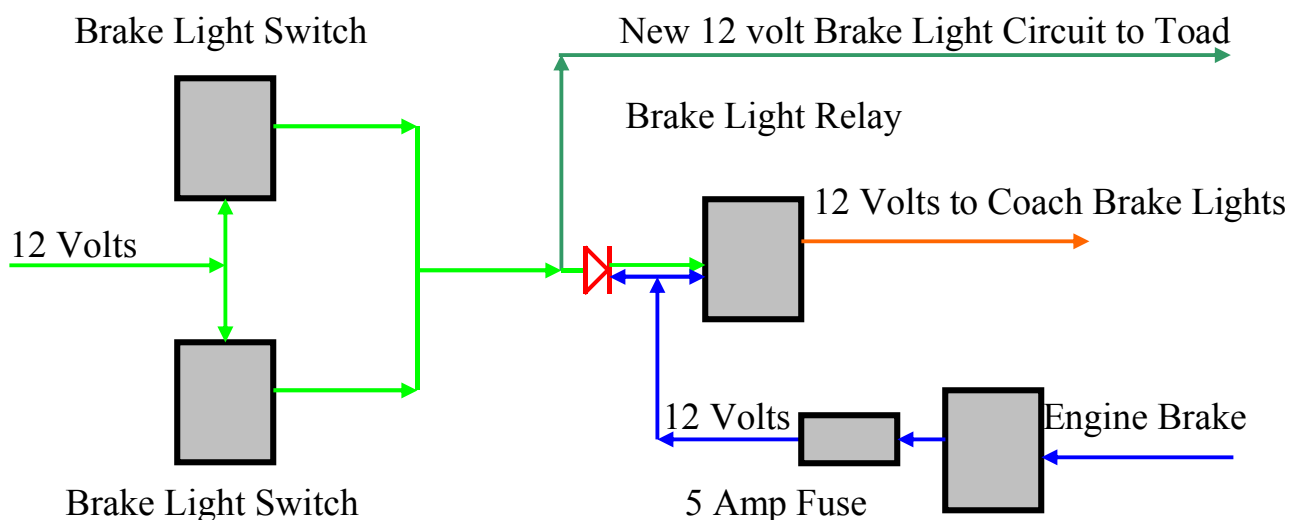 Brake Light Switch
New 12 volt Brake Light Circuit to Toad
Brake Light Relay
12 Volts to Coach Brake Lights
12 Volts
12 Volts
Engine Brake
Brake Light Switch
5 Amp Fuse